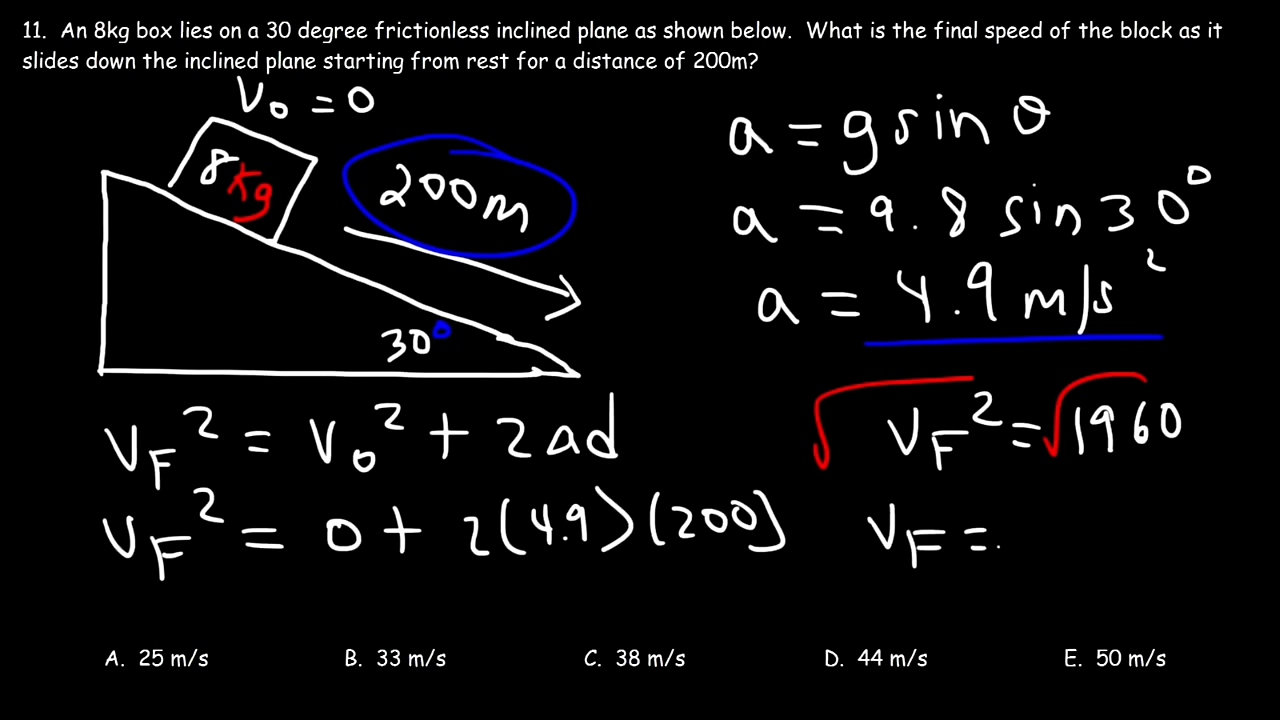 11. An 8kg box lies on a 30 degree frictionless inclined plane as shown below. What is the final speed of the block as it
slides down the inclined plane starting from rest for a distance of 200m?
V₀ = 0
8kg
200m
30°
a = g sin θ
a = 9.8 sin 30°
a = 4.9 m/s²
V_F² = V₀² + 2ad
V_F² = 0 + 2(4.9)(200)
√V_F² = √1960
V_F =
A. 25 m/s
B. 33 m/s
C. 38 m/s
D. 44 m/s
E. 50 m/s